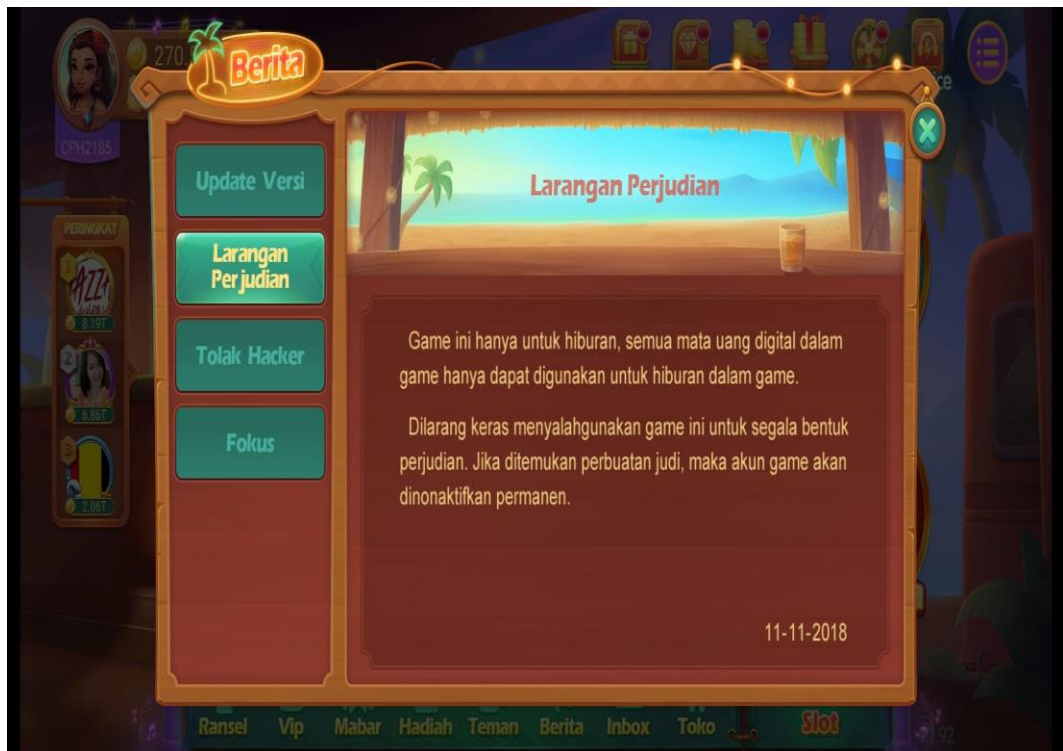 270.
Berita
CPH2185
PERINGKAT
1
8.19T
2
6.86T
3
2.06T
Update Versi
Larangan
Perjudian
Tolak Hacker
Fokus
Larangan Perjudian
Game ini hanya untuk hiburan, semua mata uang digital dalam
game hanya dapat digunakan untuk hiburan dalam game.
Dilarang keras menyalahgunakan game ini untuk segala bentuk
perjudian. Jika ditemukan perbuatan judi, maka akun game akan
dinonaktifkan permanen.
11-11-2018
Ransel Vip Mabar Hadiah Teman Berita Inbox Toko Slot